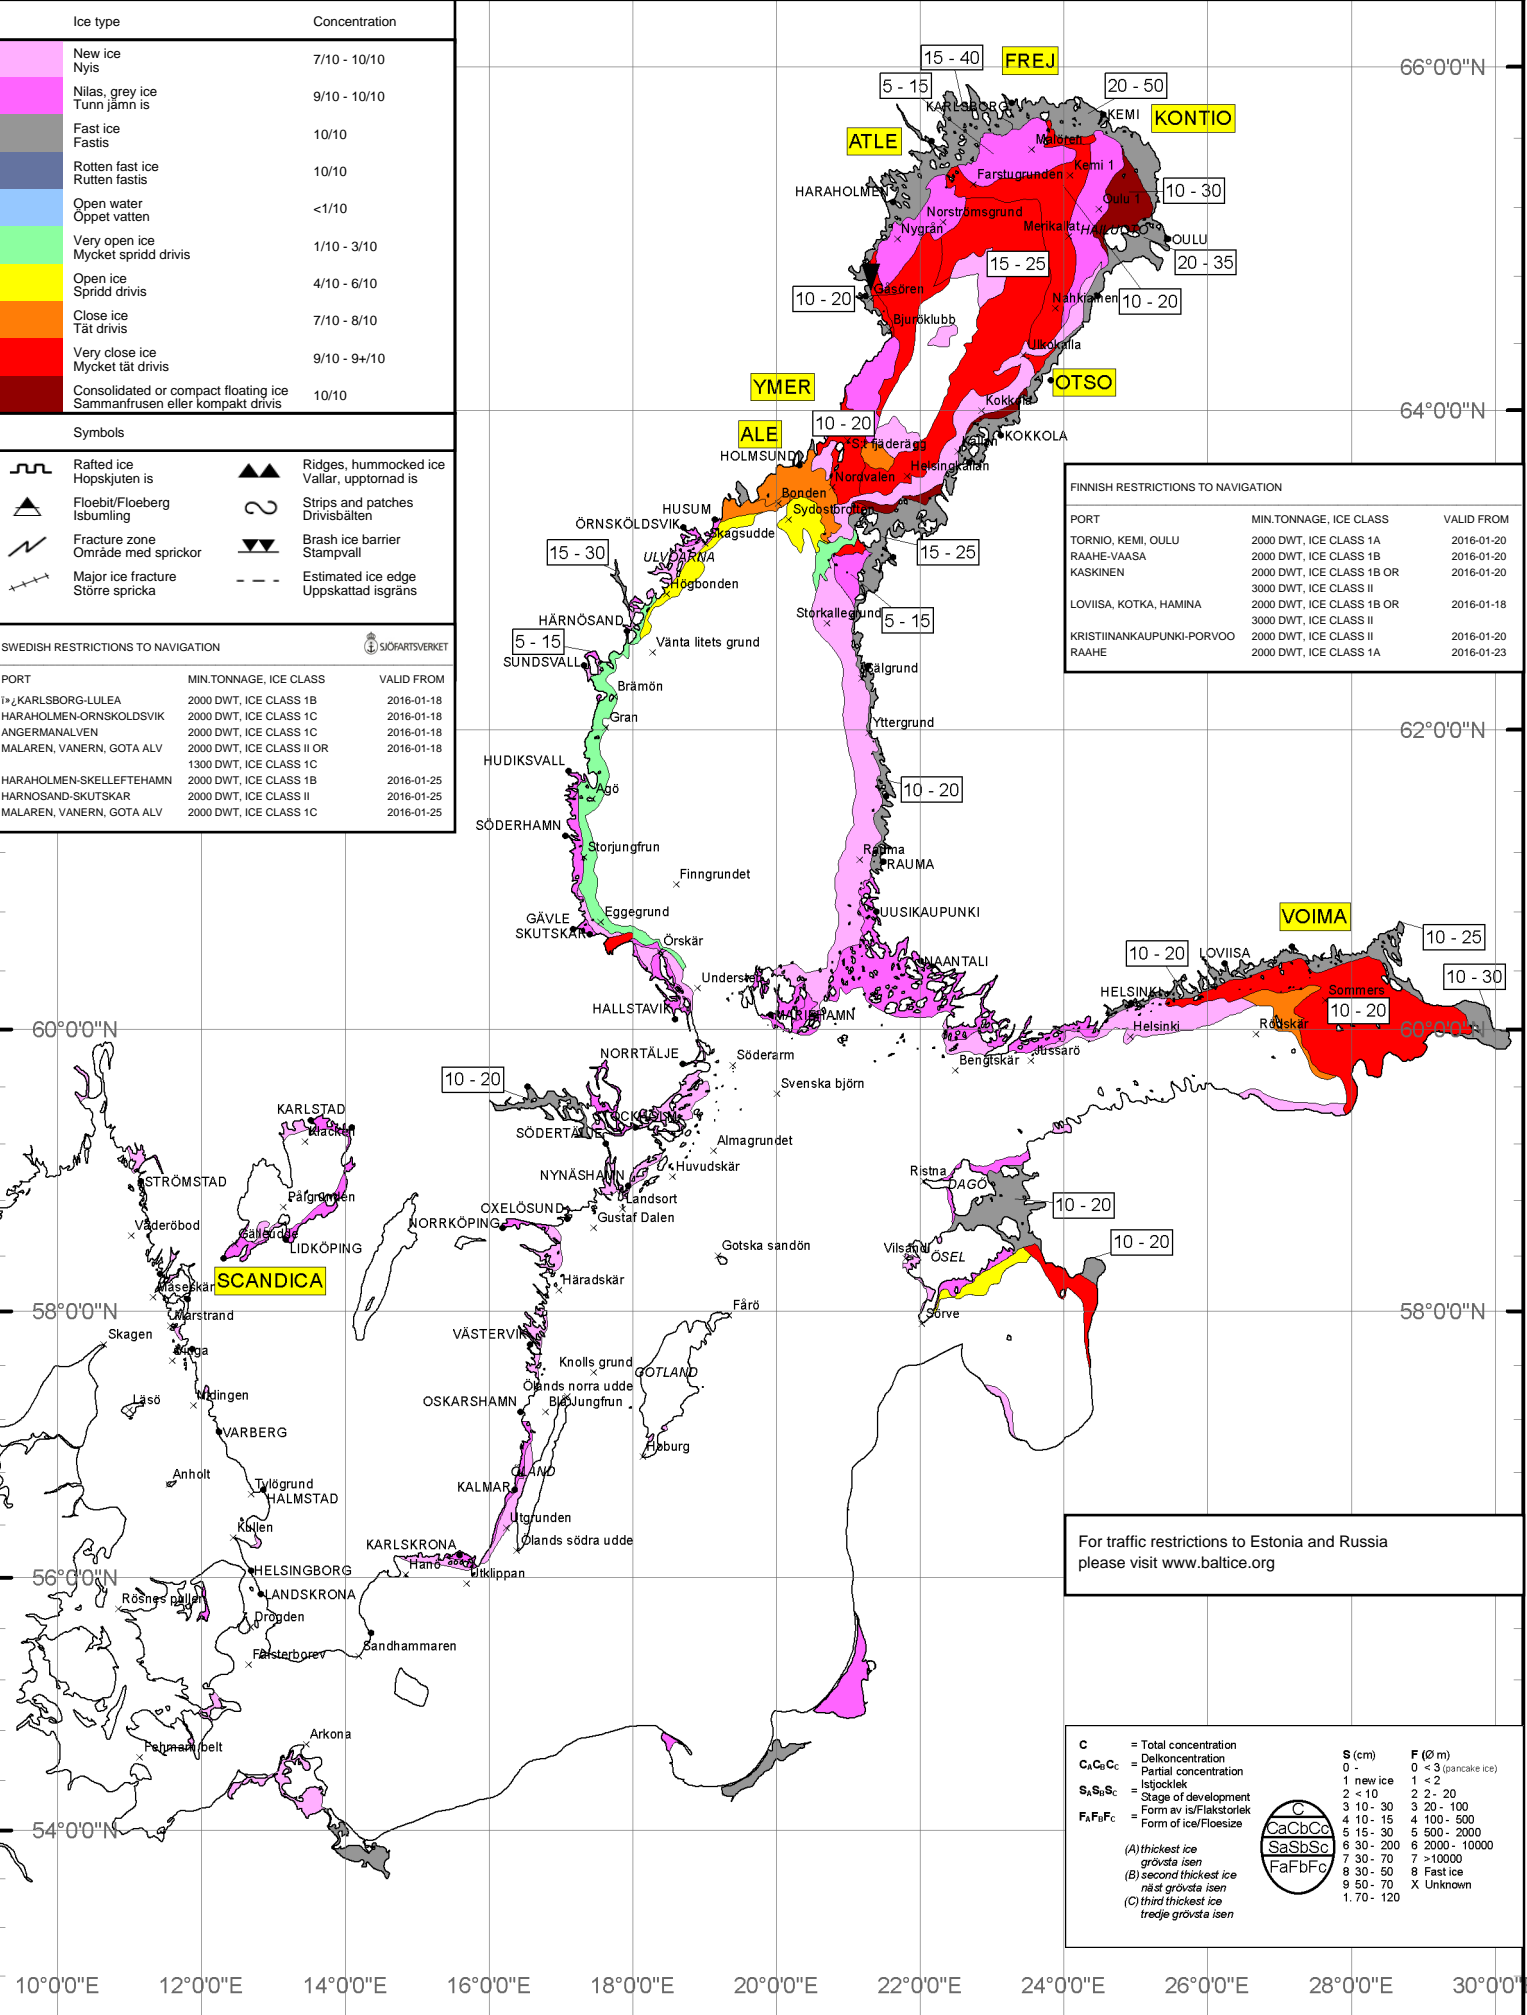 Ice type Concentration
New ice 7/10 - 10/10
Nyis
Nilas, grey ice 9/10 - 10/10
Tunn jämn is
Fast ice 10/10
Fastis
Rotten fast ice 10/10
Rutten fastis
Open water <1/10
Öppet vatten
Very open ice 1/10 - 3/10
Mycket spridd drivis
Open ice 4/10 - 6/10
Spridd drivis
Close ice 7/10 - 8/10
Tät drivis
Very close ice 9/10 - 9+/10
Mycket tät drivis
Consolidated or compact floating ice 10/10
Sammanfrusen eller kompakt drivis
Symbols
Rafted ice Ridges, hummocked ice
Hopskjuten is Vallar, upptornad is
Floebit/Floeberg Strips and patches
Isbumling Drivisbälten
Fracture zone Brash ice barrier
Område med sprickor Stampvall
Major ice fracture Estimated ice edge
Större spricka Uppskattad isgräns
SWEDISH RESTRICTIONS TO NAVIGATION SJÖFARTSVERKET
PORT MIN.TONNAGE, ICE CLASS VALID FROM
ï»¿KARLSBORG-LULEA 2000 DWT, ICE CLASS 1B 2016-01-18
HARAHOLMEN-ORNSKOLDSVIK 2000 DWT, ICE CLASS 1C 2016-01-18
ANGERMANALVEN 2000 DWT, ICE CLASS 1C 2016-01-18
MALAREN, VANERN, GOTA ALV 2000 DWT, ICE CLASS II OR 2016-01-18
1300 DWT, ICE CLASS 1C
HARAHOLMEN-SKELLEFTEHAMN 2000 DWT, ICE CLASS 1B 2016-01-25
HARNOSAND-SKUTSKAR 2000 DWT, ICE CLASS II 2016-01-25
MALAREN, VANERN, GOTA ALV 2000 DWT, ICE CLASS 1C 2016-01-25
FINNISH RESTRICTIONS TO NAVIGATION
PORT MIN.TONNAGE, ICE CLASS VALID FROM
TORNIO, KEMI, OULU 2000 DWT, ICE CLASS 1A 2016-01-20
RAAHE-VAASA 2000 DWT, ICE CLASS 1B 2016-01-20
KASKINEN 2000 DWT, ICE CLASS 1B OR 2016-01-20
3000 DWT, ICE CLASS II
LOVIISA, KOTKA, HAMINA 2000 DWT, ICE CLASS 1B OR 2016-01-18
3000 DWT, ICE CLASS II
KRISTIINANKAUPUNKI-PORVOO 2000 DWT, ICE CLASS II 2016-01-20
RAAHE 2000 DWT, ICE CLASS 1A 2016-01-23
15 - 40
FREJ
66°0'0"N
5 - 15
20 - 50
KARLSBORG
KEMI
KONTIO
ATLE
Malören
Kemi 1
Farstugrunden
HARAHOLMEN
10 - 30
Oulu 1
Norströmsgrund
Nygrån
Merikallat
HAILUOTO
OULU
15 - 25
20 - 35
Gåsören
10 - 20
Nahkiainen
10 - 20
Bjuröklubb
Ulkokalla
YMER
OTSO
Kokkola
64°0'0"N
10 - 20
ALE
KOKKOLA
HOLMSUND
Helsingkallan
Nordvalen
Bonden
HUSUM
Sydostbrotten
ÖRNSKÖLDSVIK
Skagsudde
15 - 30
ULVÖARNA
15 - 25
Högbonden
Storkallegrund
5 - 15
HÄRNÖSAND
5 - 15
Vänta litets grund
SUNDSVALL
Sälgrund
Brämön
Gran
Yttergrund
62°0'0"N
HUDIKSVALL
Agö
10 - 20
SÖDERHAMN
Storjungfrun
Rauma
RAUMA
Finngrundet
Eggegrund
GÄVLE
SKUTSKÄR
UUSIKAUPUNKI
VOIMA
Örskär
10 - 25
10 - 20
LOVIISA
NAANTALI
Understen
10 - 30
HELSINKI
Sommers
HALLSTAVIK
MARIEHAMN
10 - 20
Helsinki
Rödskär
60°0'0"N
60°0'0"N
NORRTÄLJE
Söderarm
Bengtskär
Jussarö
10 - 20
Svenska björn
KARLSTAD
Klacken
STOCKHOLM
SÖDERTÄLJE
Almagrundet
NYNÄSHAMN
Huvudskär
Ristna
DAGÖ
STRÖMSTAD
Pålgrunden
Landsort
10 - 20
OXELÖSUND
NORRKÖPING
Gustaf Dalen
Väderöbod
Gälleudde
LIDKÖPING
Gotska sandön
Vilsandi
ÖSEL
10 - 20
SCANDICA
Måseskär
Häradskär
Marstrand
58°0'0"N
Fårö
Sörve
58°0'0"N
Skagen
VÄSTERVIK
Vinga
Knolls grund
GOTLAND
Ölands norra udde
Läsö
Nidingen
OSKARSHAMN
Blå Jungfrun
VARBERG
Hoburg
Anholt
ÖLAND
Tylögrund
KALMAR
HALMSTAD
Kullen
Utgrunden
KARLSKRONA
Ölands södra udde
Hanö
HELSINGBORG
Utklippan
56°0'0"N
LANDSKRONA
Rösnes puller
Drogden
Sandhammaren
Falsterborev
Arkona
Fehmarnbelt
54°0'0"N
For traffic restrictions to Estonia and Russia
please visit www.baltice.org
C = Total concentration
CACBCC = Delkoncentration
Partial concentration
SASBSC = Istjocklek
Stage of development
FAFBFC = Form av is/Flakstorlek
Form of ice/Floesize
(A) thickest ice
grövsta isen
(B) second thickest ice
näst grövsta isen
(C) third thickest ice
tredje grövsta isen
C
CaCbCc
SaSbSc
FaFbFc
S (cm) F (Ø m)
0 - 0 < 3 (pancake ice)
1 new ice 1 < 2
2 < 10 2 2 - 20
3 10 - 30 3 20 - 100
4 10 - 15 4 100 - 500
5 15 - 30 5 500 - 2000
6 30 - 200 6 2000 - 10000
7 30 - 70 7 >10000
8 30 - 50 8 Fast ice
9 50 - 70 X Unknown
1. 70 - 120
10°0'0"E 12°0'0"E 14°0'0"E 16°0'0"E 18°0'0"E 20°0'0"E 22°0'0"E 24°0'0"E 26°0'0"E 28°0'0"E